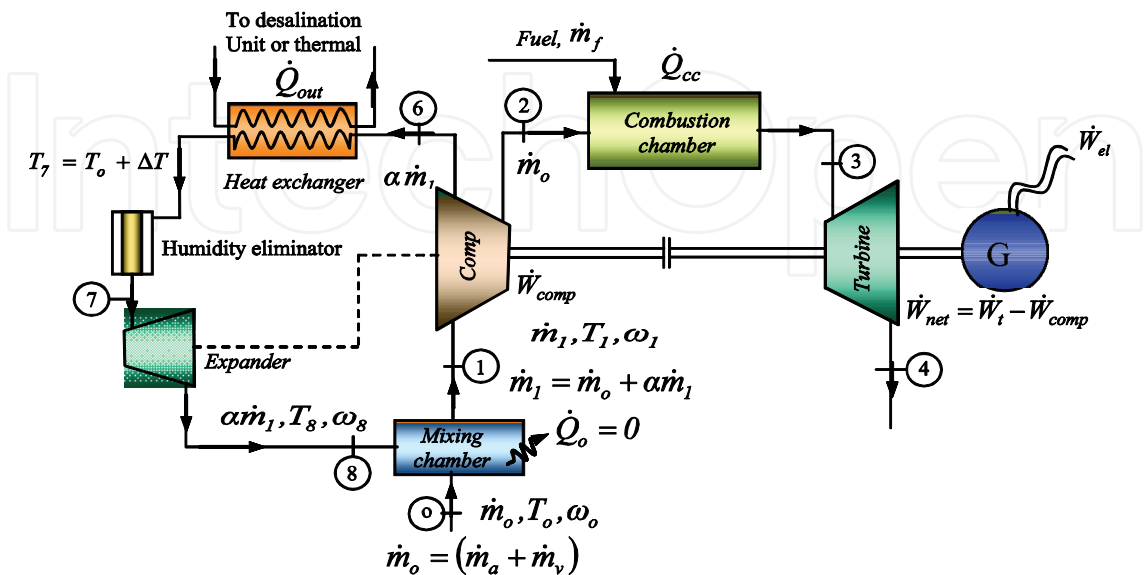 To desalination
Unit or thermal
Q̇out
Fuel, ṁf
Q̇cc
6
2
Combustion
chamber
3
Ẇel
T7 = To + ΔT
Heat exchanger
αṁ1
ṁo
Humidity eliminator
Comp
Turbine
G
7
Ẇcomp
Ẇnet = Ẇt − Ẇcomp
Expander
ṁ1, T1, ω1
1
ṁ1 = ṁo + αṁ1
4
αṁ1, T8, ω8
Mixing
chamber
Q̇o = 0
8
o
ṁo, To, ωo
ṁo = (ṁa + ṁv)
InTechOpen